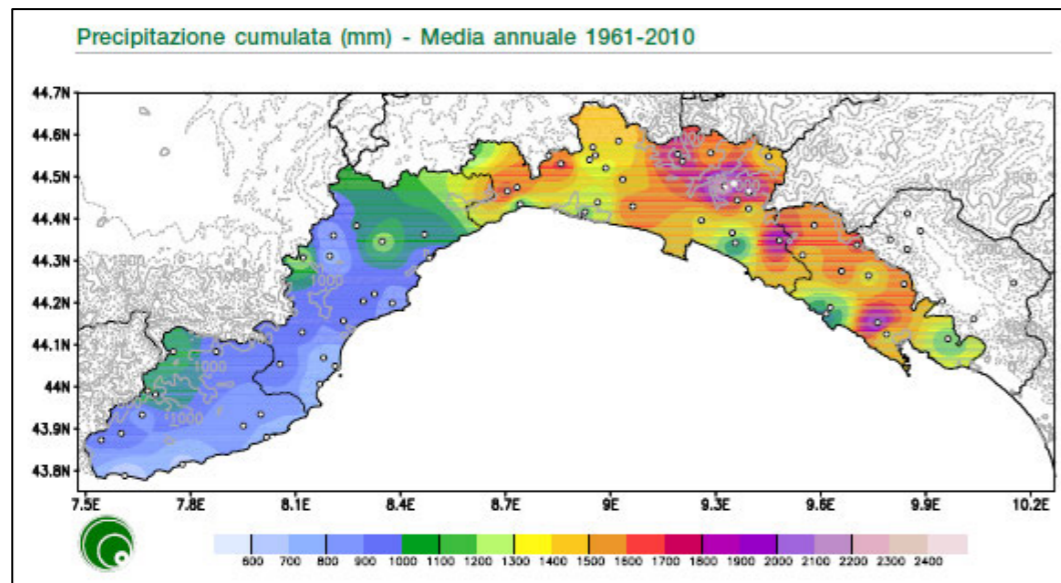 Precipitazione cumulata (mm) - Media annuale 1961-2010
44.7N
44.6N
44.5N
44.4N
44.3N
44.2N
44.1N
44N
43.9N
43.8N
1000
1000
1000
7.5E 7.8E 8.1E 8.4E 8.7E 9E 9.3E 9.6E 9.9E 10.2E
600 700 800 900 1000 1100 1200 1300 1400 1500 1600 1700 1800 1900 2000 2100 2200 2300 2400